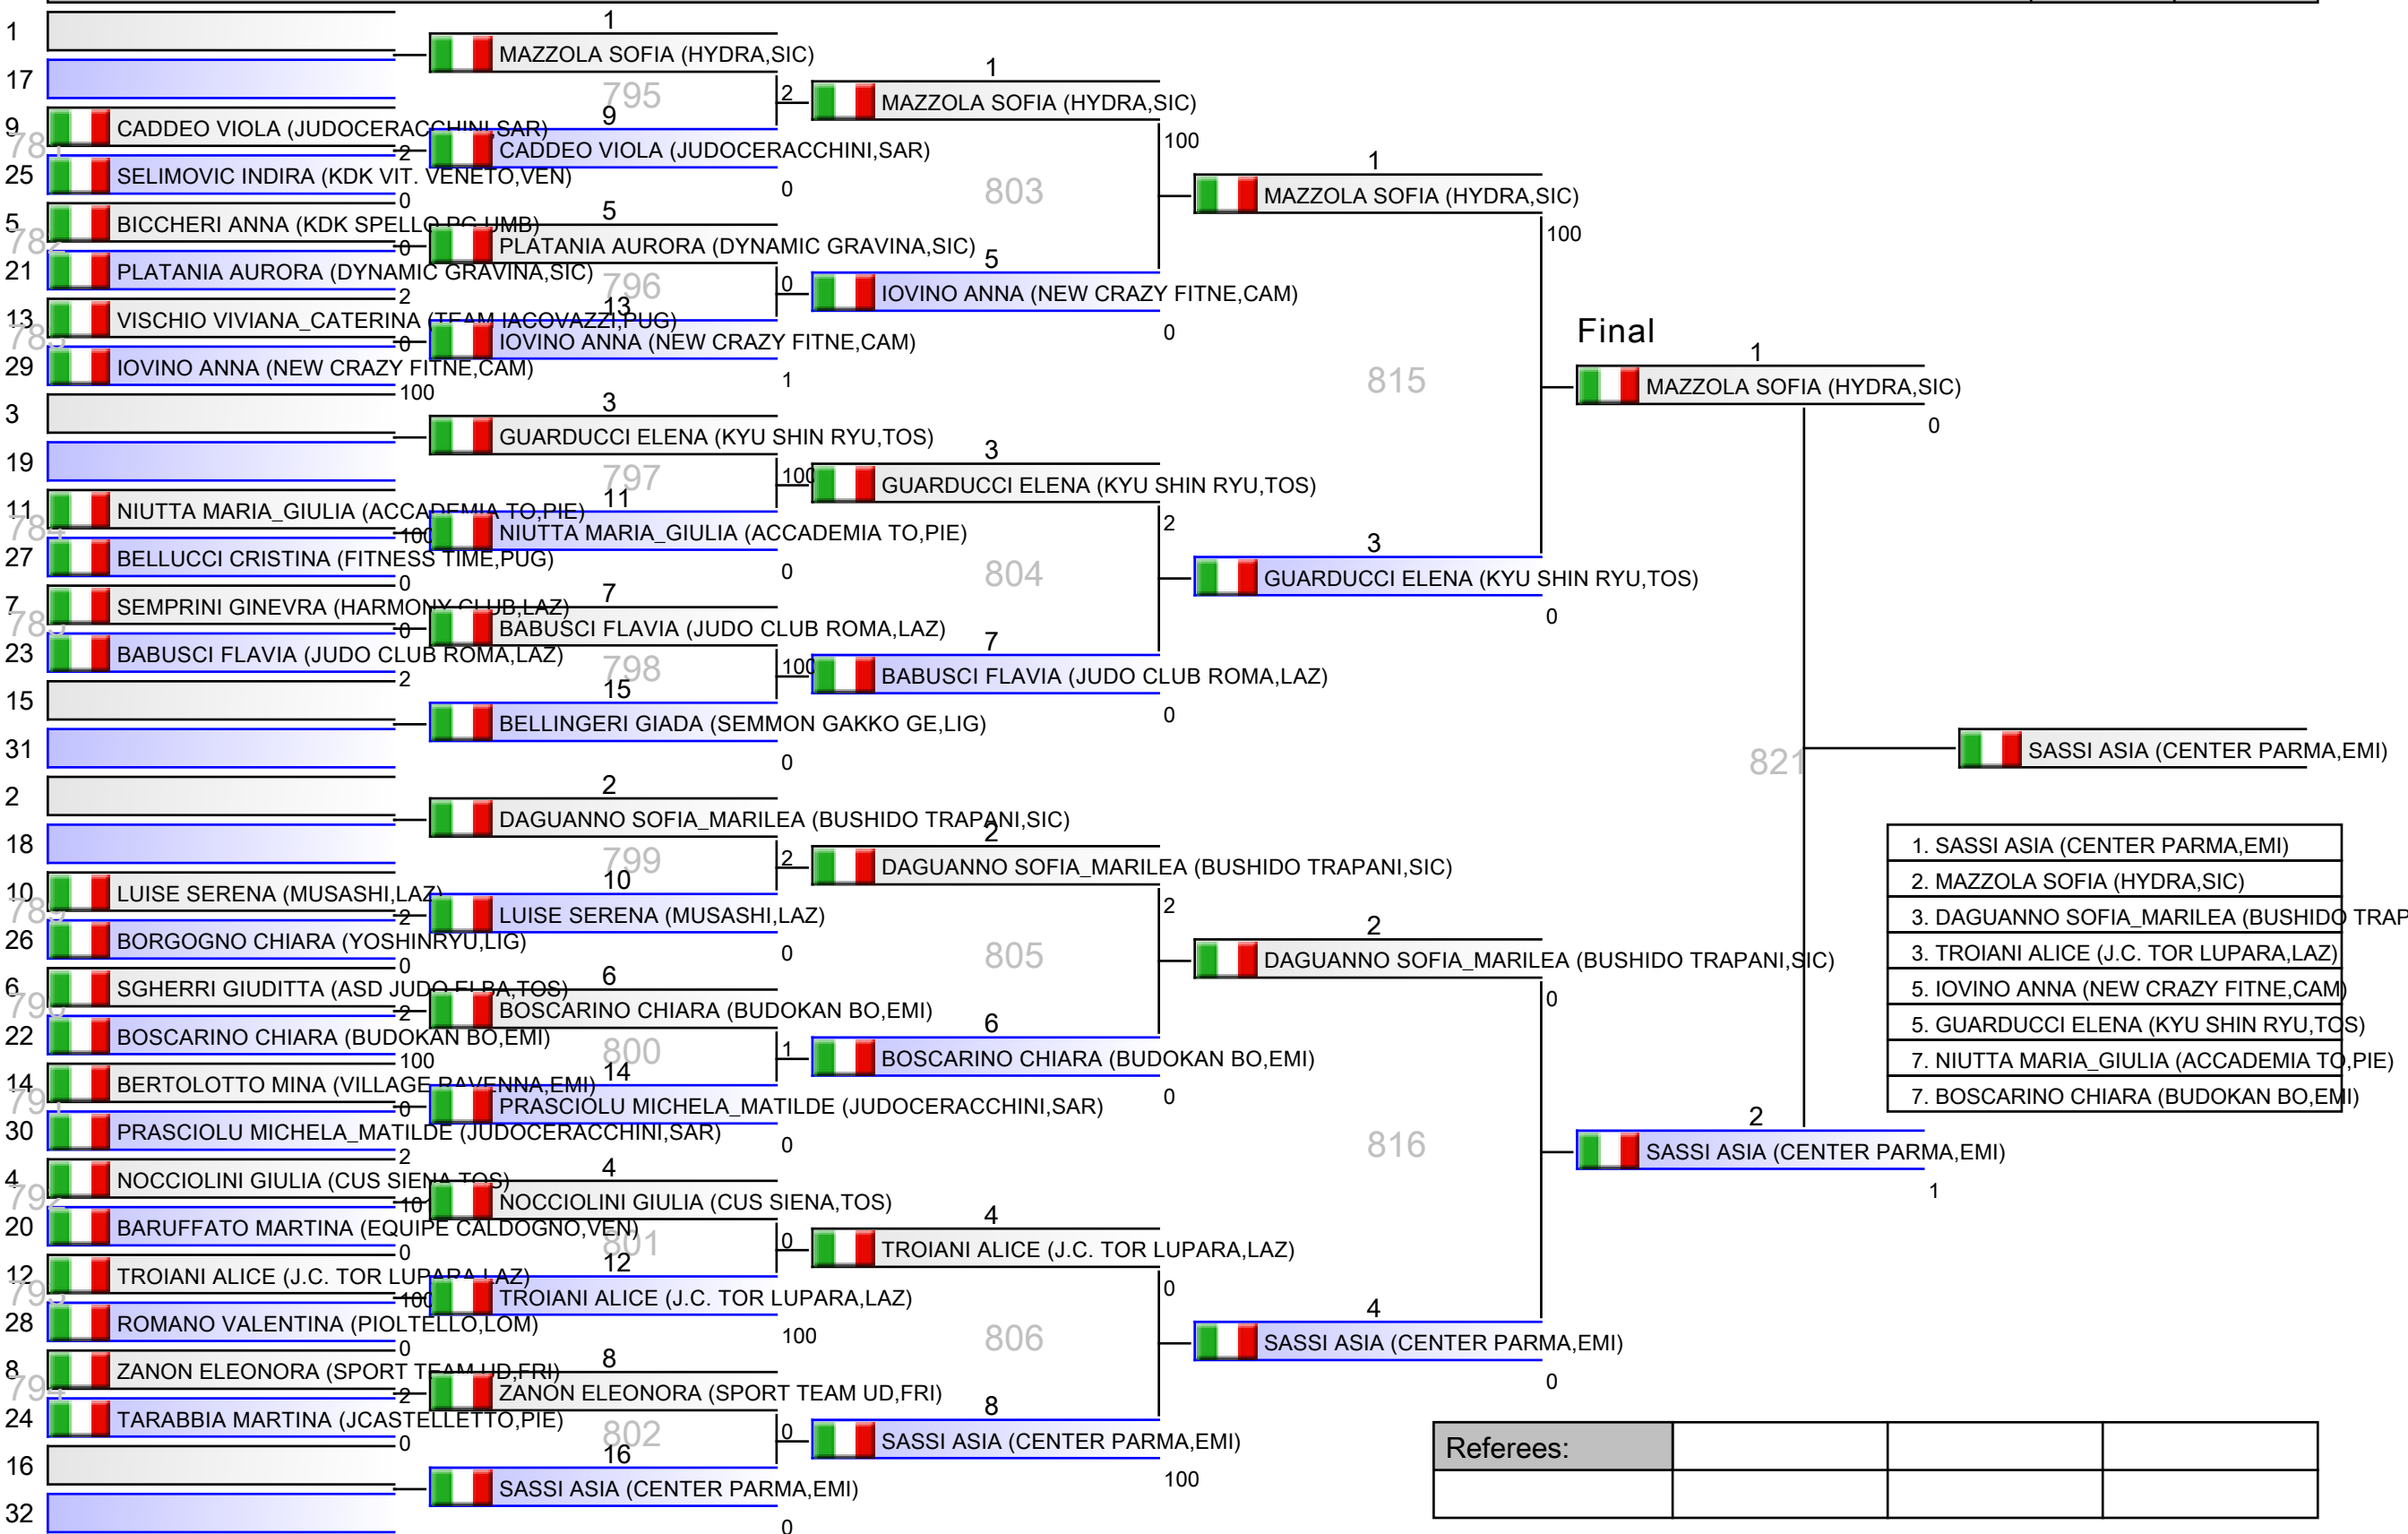 1
17
9
CADDEO VIOLA (JUDOCERACCHINI,SAR)
2
25
SELIMOVIC INDIRA (KDK VIT. VENETO,VEN)
0
5
BICCHERI ANNA (KDK SPELLO PG,UMB)
782
0
21
PLATANIA AURORA (DYNAMIC GRAVINA,SIC)
2
13
VISCHIO VIVIANA_CATERINA (TEAM IACOVAZZI,PUG)
0
29
IOVINO ANNA (NEW CRAZY FITNE,CAM)
100
3
19
11
NIUTTA MARIA_GIULIA (ACCADEMIA TO,PIE)
784
100
27
BELLUCCI CRISTINA (FITNESS TIME,PUG)
0
7
SEMPRINI GINEVRA (HARMONY CLUB,LAZ)
0
23
BABUSCI FLAVIA (JUDO CLUB ROMA,LAZ)
2
15
31
2
18
10
LUISE SERENA (MUSASHI,LAZ)
789
2
26
BORGOGNO CHIARA (YOSHINRYU,LIG)
0
6
SGHERRI GIUDITTA (ASD JUDO ELBA,TOS)
790
2
22
BOSCARINO CHIARA (BUDOKAN BO,EMI)
100
14
BERTOLOTTO MINA (VILLAGE RAVENNA,EMI)
791
0
30
PRASCIOLU MICHELA_MATILDE (JUDOCERACCHINI,SAR)
2
4
NOCCIOLINI GIULIA (CUS SIENA,TOS)
792
20
BARUFFATO MARTINA (EQUIPE CALDOGNO,VEN)
0
12
TROIANI ALICE (J.C. TOR LUPARA,LAZ)
793
100
28
ROMANO VALENTINA (PIOLTELLO,LOM)
0
8
ZANON ELEONORA (SPORT TEAM UD,FRI)
794
2
24
TARABBIA MARTINA (JCASTELLETTO,PIE)
0
16
32
1
MAZZOLA SOFIA (HYDRA,SIC)
795
2
9
CADDEO VIOLA (JUDOCERACCHINI,SAR)
0
5
PLATANIA AURORA (DYNAMIC GRAVINA,SIC)
796
0
13
IOVINO ANNA (NEW CRAZY FITNE,CAM)
1
3
GUARDUCCI ELENA (KYU SHIN RYU,TOS)
797
100
11
NIUTTA MARIA_GIULIA (ACCADEMIA TO,PIE)
0
7
BABUSCI FLAVIA (JUDO CLUB ROMA,LAZ)
798
100
15
BELLINGERI GIADA (SEMMON GAKKO GE,LIG)
0
2
DAGUANNO SOFIA_MARILEA (BUSHIDO TRAPANI,SIC)
799
2
10
LUISE SERENA (MUSASHI,LAZ)
0
6
BOSCARINO CHIARA (BUDOKAN BO,EMI)
800
1
14
PRASCIOLU MICHELA_MATILDE (JUDOCERACCHINI,SAR)
0
4
NOCCIOLINI GIULIA (CUS SIENA,TOS)
801
0
12
TROIANI ALICE (J.C. TOR LUPARA,LAZ)
100
8
ZANON ELEONORA (SPORT TEAM UD,FRI)
802
0
16
SASSI ASIA (CENTER PARMA,EMI)
0
1
MAZZOLA SOFIA (HYDRA,SIC)
100
803
5
IOVINO ANNA (NEW CRAZY FITNE,CAM)
0
3
GUARDUCCI ELENA (KYU SHIN RYU,TOS)
2
804
7
BABUSCI FLAVIA (JUDO CLUB ROMA,LAZ)
0
2
DAGUANNO SOFIA_MARILEA (BUSHIDO TRAPANI,SIC)
2
805
6
BOSCARINO CHIARA (BUDOKAN BO,EMI)
0
4
TROIANI ALICE (J.C. TOR LUPARA,LAZ)
0
806
8
SASSI ASIA (CENTER PARMA,EMI)
100
1
MAZZOLA SOFIA (HYDRA,SIC)
100
815
3
GUARDUCCI ELENA (KYU SHIN RYU,TOS)
0
2
DAGUANNO SOFIA_MARILEA (BUSHIDO TRAPANI,SIC)
0
816
4
SASSI ASIA (CENTER PARMA,EMI)
0
Final
1
MAZZOLA SOFIA (HYDRA,SIC)
0
821
2
SASSI ASIA (CENTER PARMA,EMI)
1
SASSI ASIA (CENTER PARMA,EMI)
1. SASSI ASIA (CENTER PARMA,EMI)
2. MAZZOLA SOFIA (HYDRA,SIC)
3. DAGUANNO SOFIA_MARILEA (BUSHIDO TRAP
3. TROIANI ALICE (J.C. TOR LUPARA,LAZ)
5. IOVINO ANNA (NEW CRAZY FITNE,CAM)
5. GUARDUCCI ELENA (KYU SHIN RYU,TOS)
7. NIUTTA MARIA_GIULIA (ACCADEMIA TO,PIE)
7. BOSCARINO CHIARA (BUDOKAN BO,EMI)
Referees: